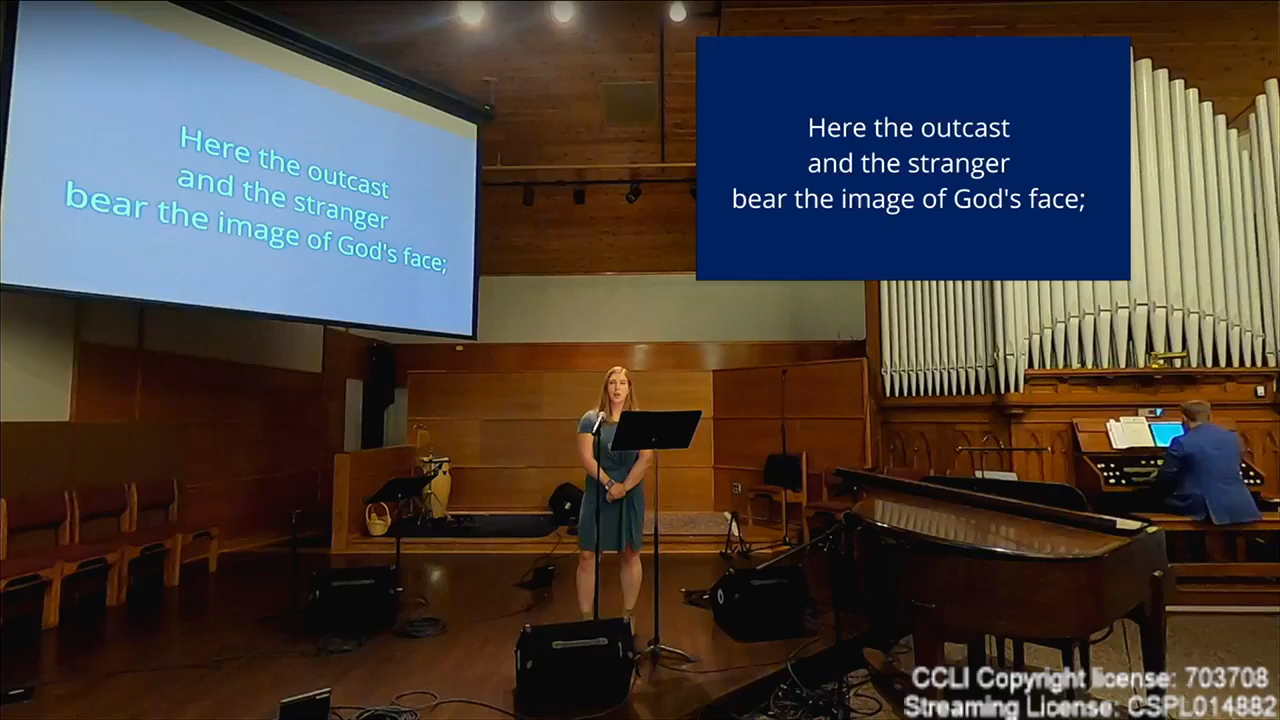 Here the outcast
and the stranger
bear the image of God's face;
Here the outcast
and the stranger
bear the image of God's face;
CCLI Copyright license: 703708
Streaming License: CSPL014882